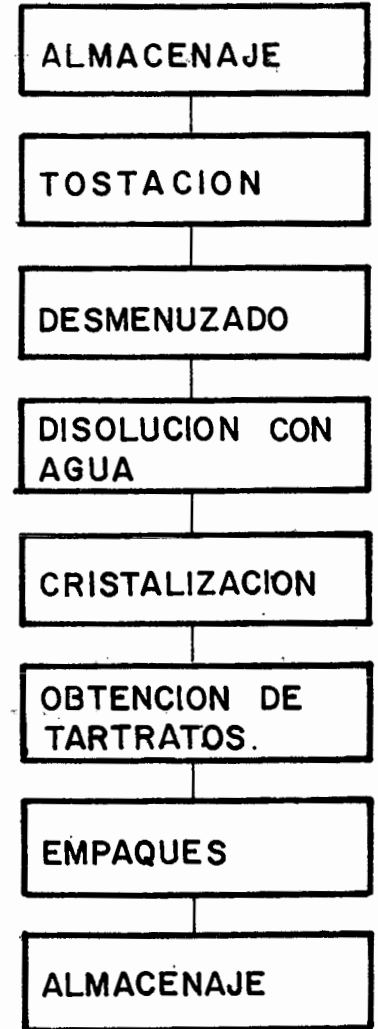 ALMACENAJE
TOSTACION
DESMENUZADO
DISOLUCION CON
AGUA
CRISTALIZACION
OBTENCION DE
TARTRATOS.
EMPAQUES
ALMACENAJE